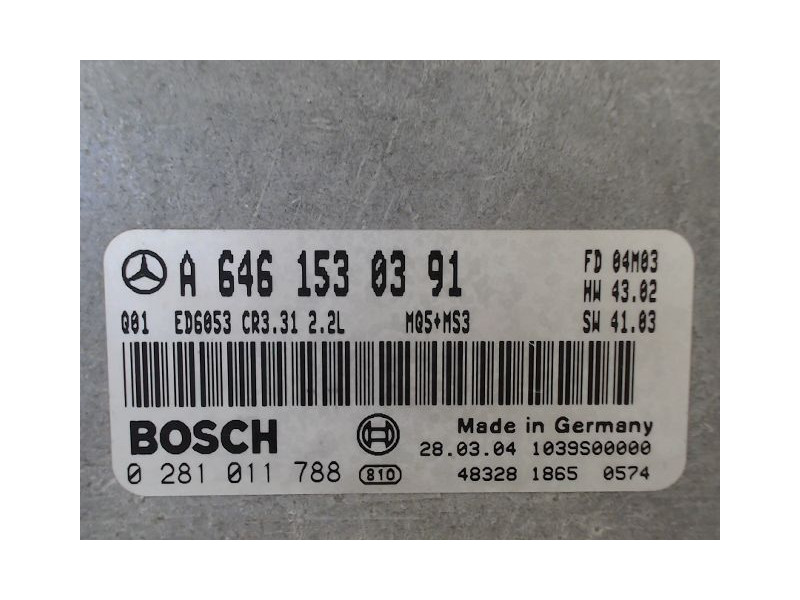 A 646 153 03 91
FD 04M03
HW 43.02
Q01 ED6053 CR3.31 2.2L MQ5+MS3 SW 41.03
BOSCH
Made in Germany
28.03.04 1039S00000
0 281 011 788 810 48328 1865 0574